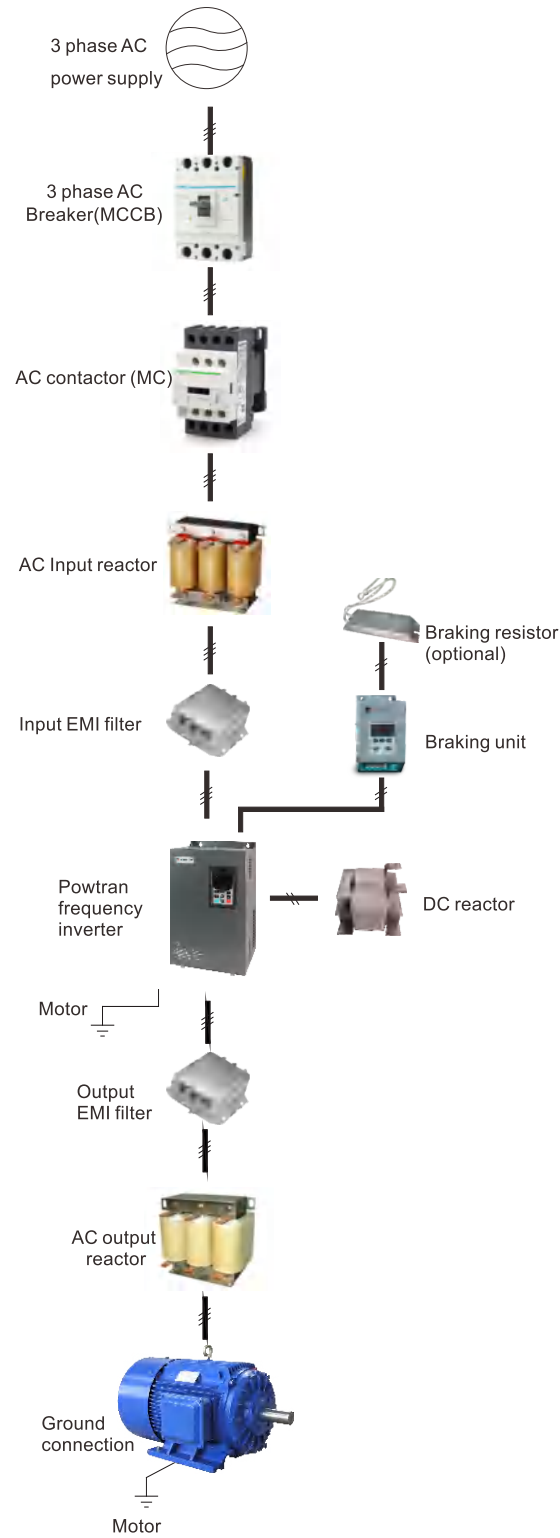 3 phase AC
power supply
3 phase AC
Breaker(MCCB)
AC contactor (MC)
AC Input reactor
Braking resistor
(optional)
Input EMI filter
Braking unit
Powtran
frequency
inverter
DC reactor
Motor
Output
EMI filter
AC output
reactor
Ground
connection
Motor